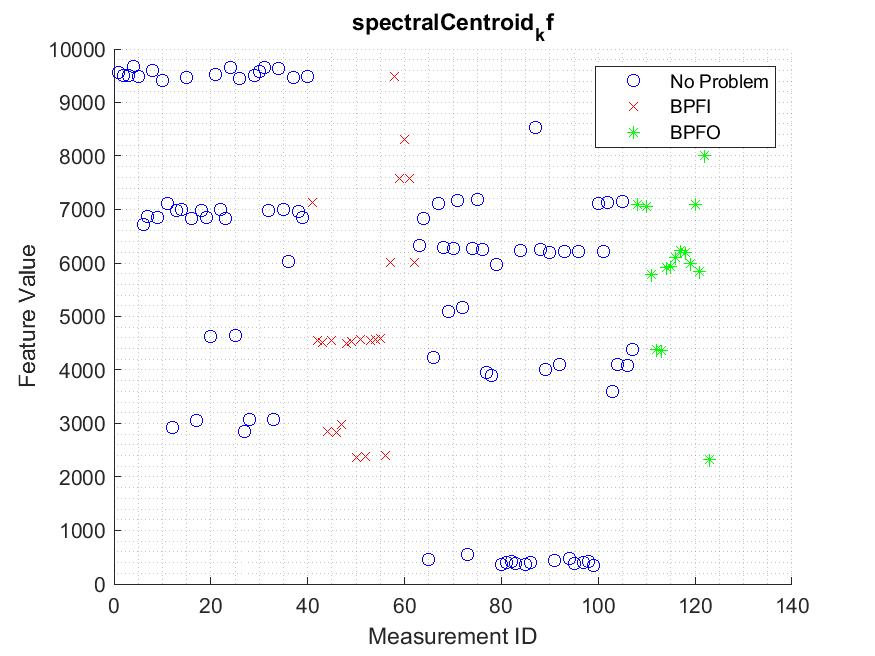 spectralCentroid_kf
10000
9000
8000
7000
6000
5000
4000
3000
2000
1000
0
Feature Value
No Problem
BPFI
BPFO
0 20 40 60 80 100 120 140
Measurement ID